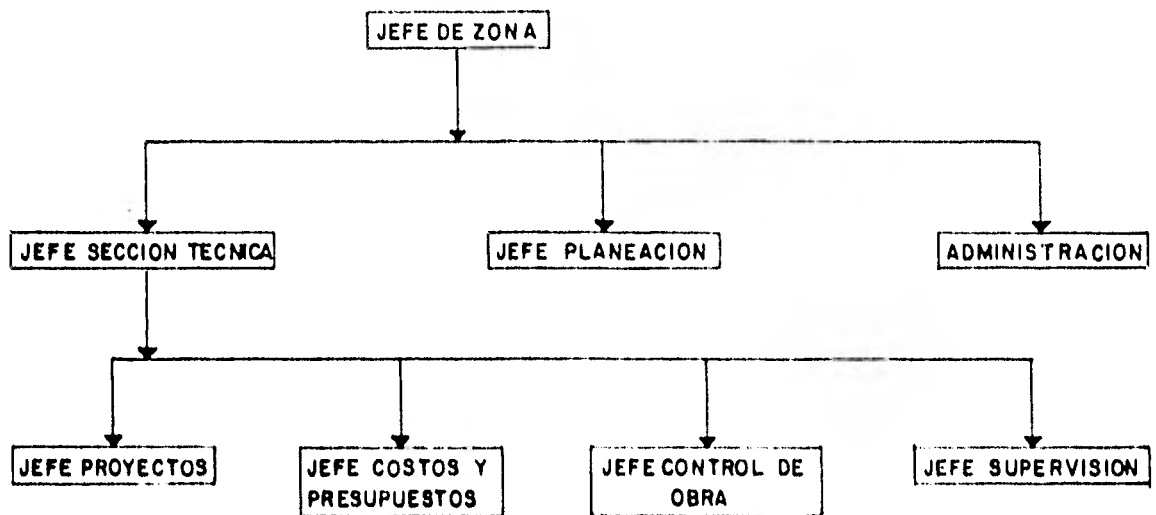 JEFE DE ZONA
JEFE SECCION TECNICA
JEFE PLANEACION
ADMINISTRACION
JEFE PROYECTOS
JEFE COSTOS Y
PRESUPUESTOS
JEFE CONTROL DE
OBRA
JEFE SUPERVISION